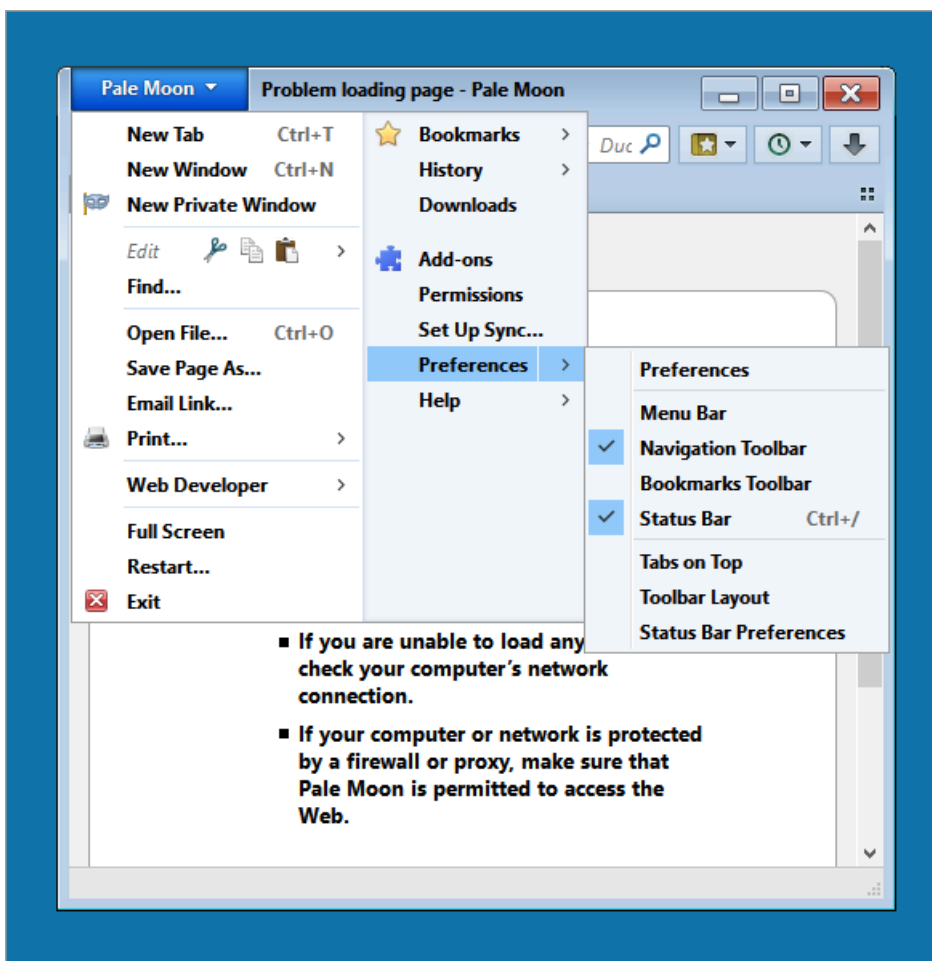 Pale Moon
Problem loading page - Pale Moon
New Tab Ctrl+T
New Window Ctrl+N
New Private Window
Edit
Find...
Open File... Ctrl+O
Save Page As...
Email Link...
Print...
Web Developer
Full Screen
Restart...
Exit
Bookmarks
History
Downloads
Add-ons
Permissions
Set Up Sync...
Preferences
Help
Duc
Preferences
Menu Bar
Navigation Toolbar
Bookmarks Toolbar
Status Bar Ctrl+/
Tabs on Top
Toolbar Layout
Status Bar Preferences
If you are unable to load any
check your computer’s network
connection.
If your computer or network is protected
by a firewall or proxy, make sure that
Pale Moon is permitted to access the
Web.